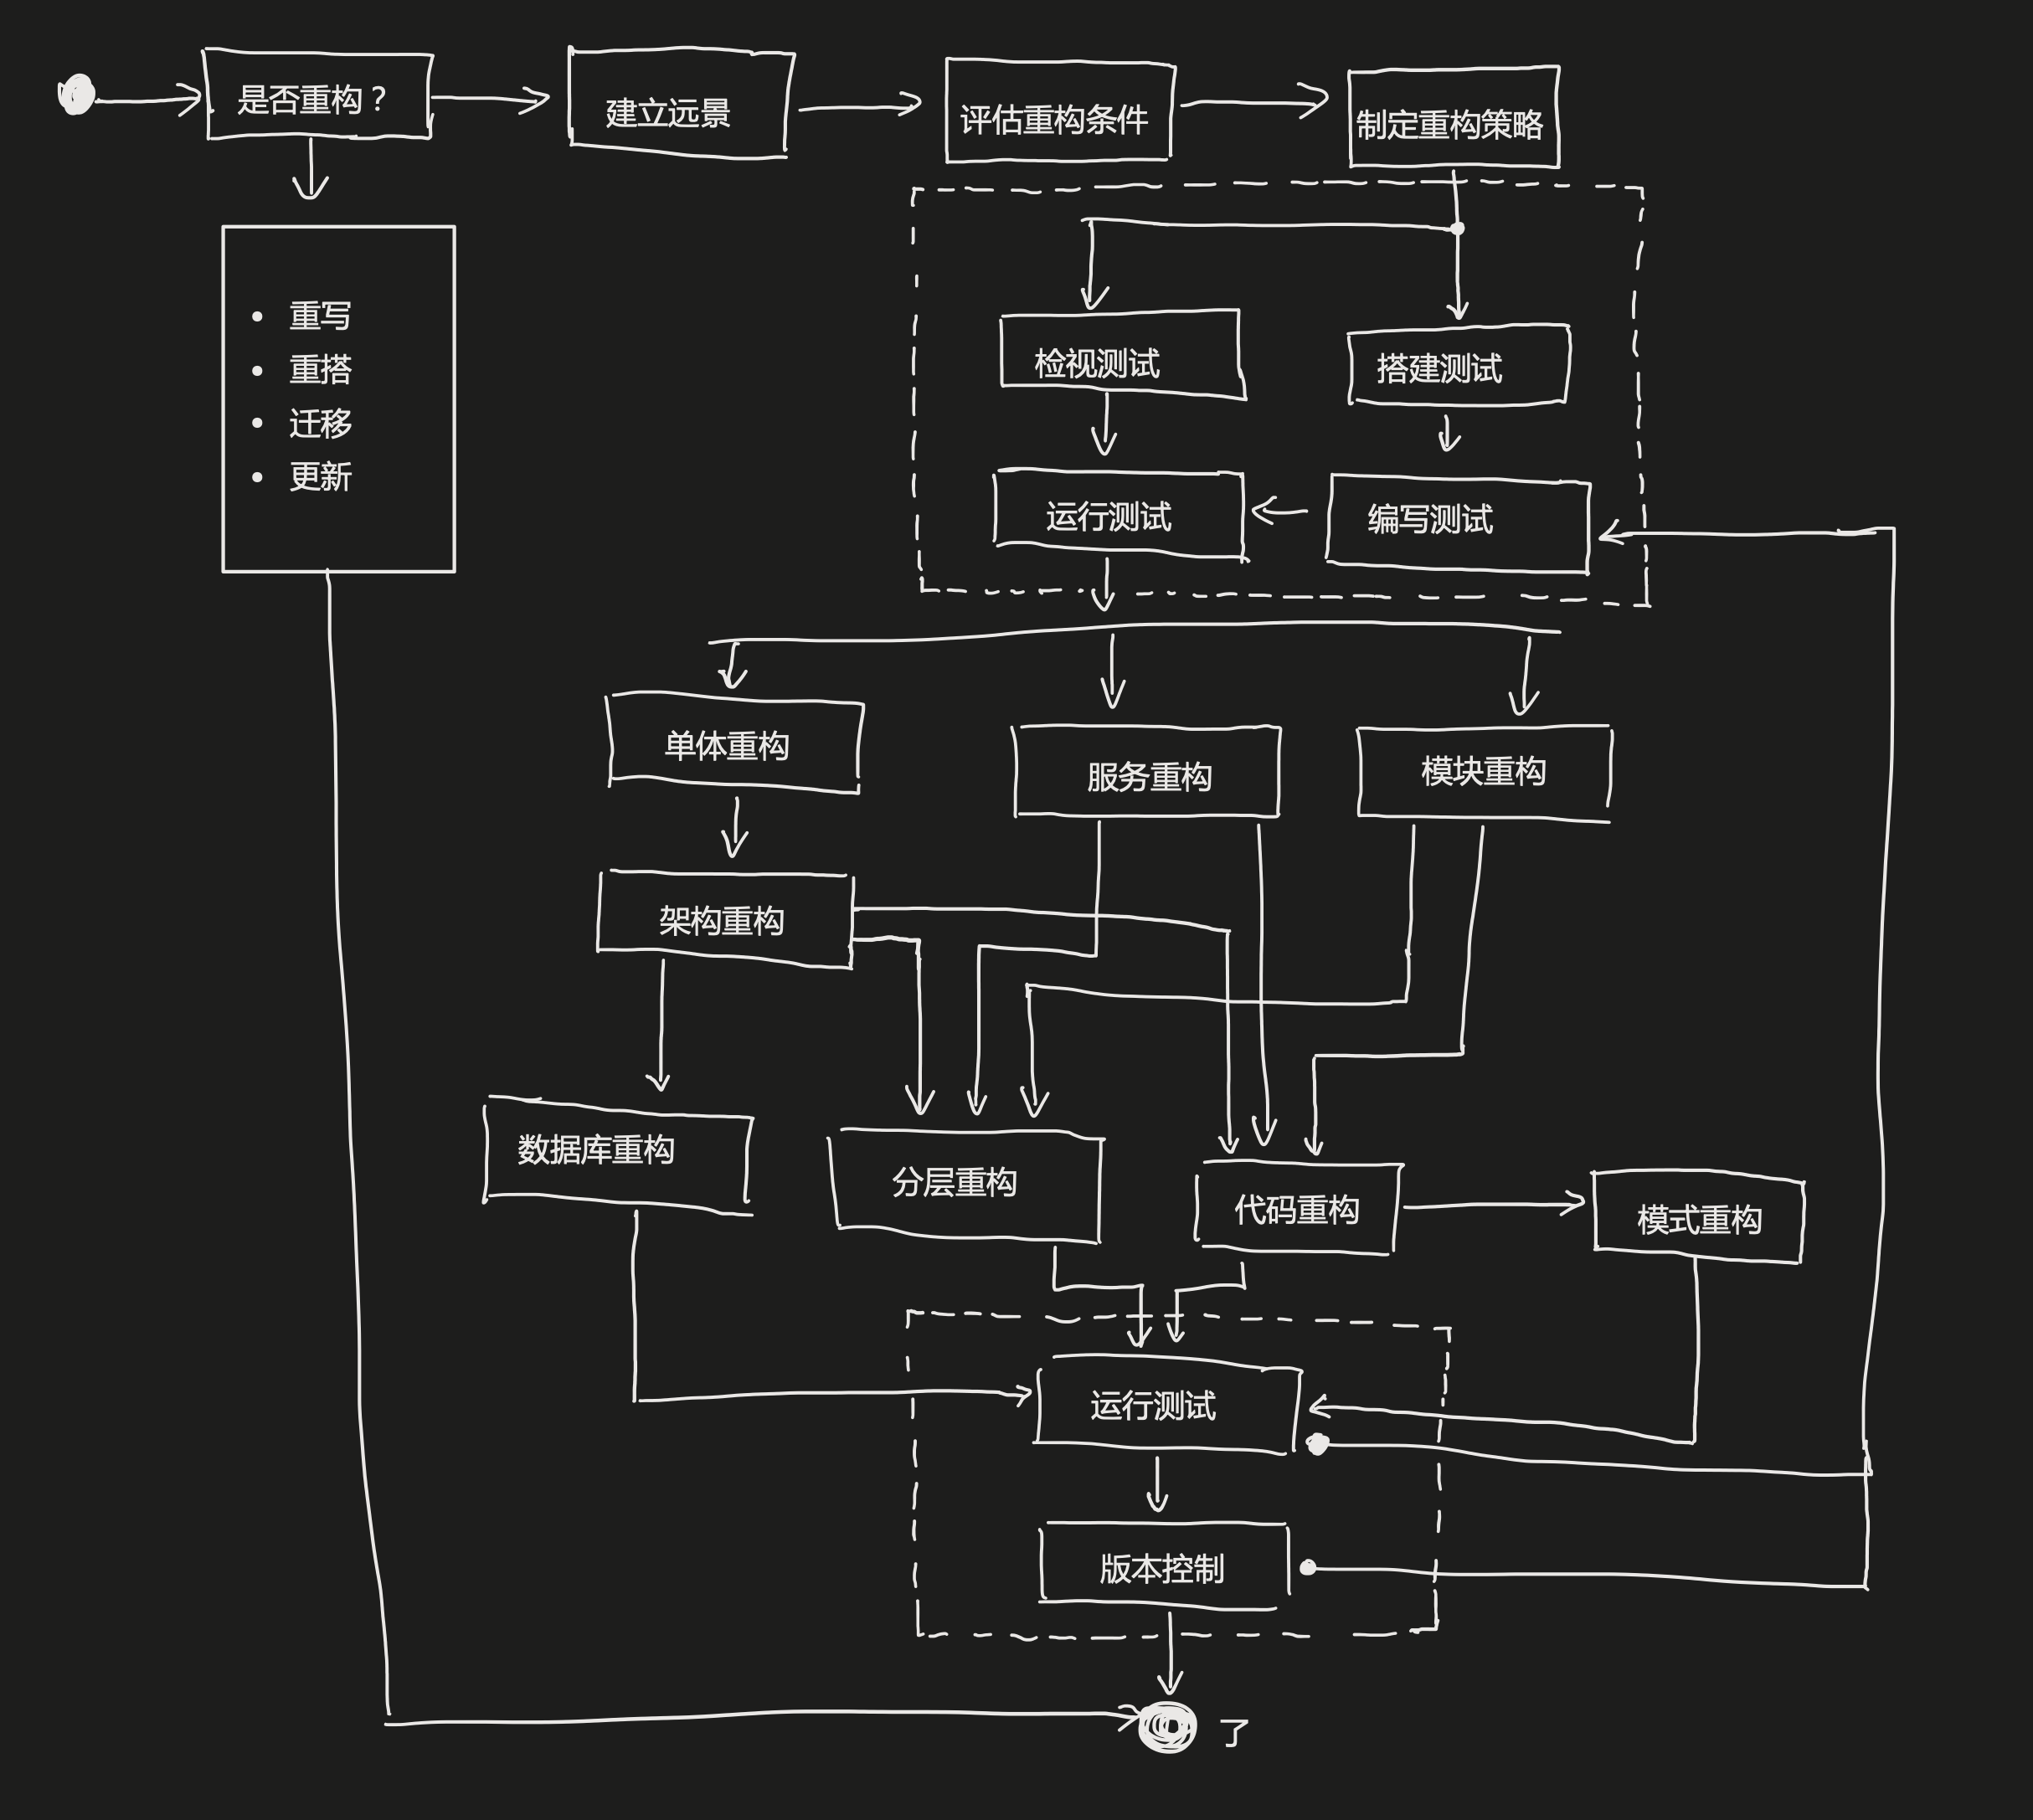 是否重构？
建立远景
评估重构条件
制定重构策略
• 重写
• 重搭
• 迁移
• 更新
检视测试
搭建测试
运行测试
编写测试
单体重构
服务重构
模块重构
架构重构
数据库重构
分层重构
代码重构
模式重构
运行测试
版本控制
了